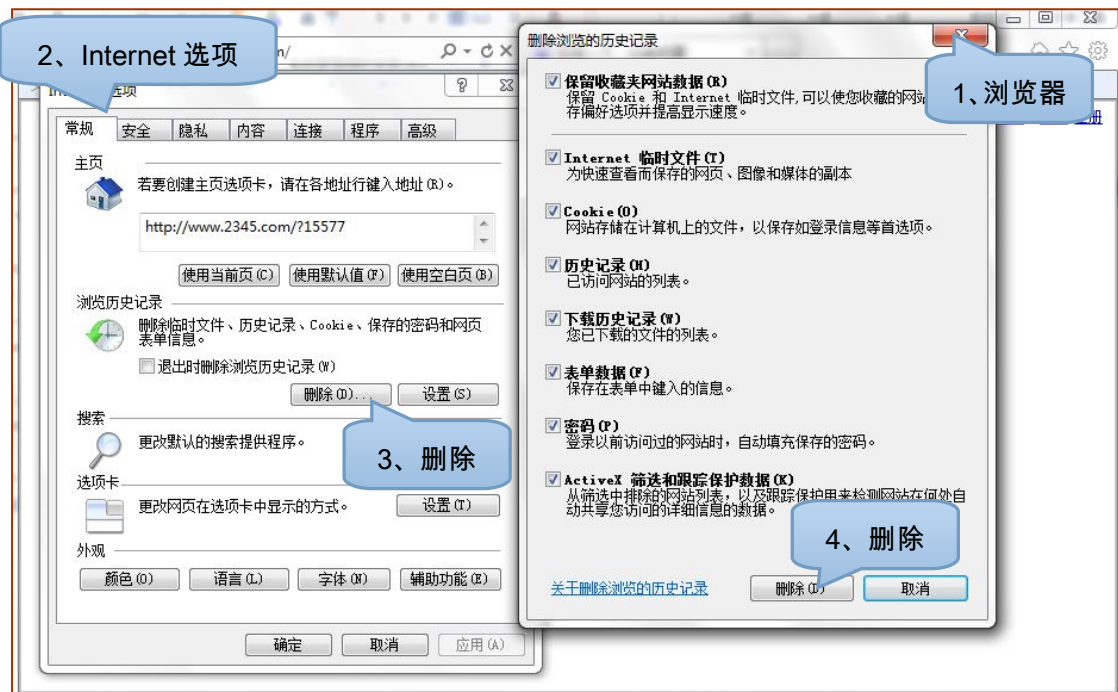 2、Internet 选项
n/
选项
常规 安全 隐私 内容 连接 程序 高级
主页
若要创建主页选项卡，请在各地址行键入地址(R)。
http://www.2345.com/?15577
使用当前页(C) 使用默认值(F) 使用空白页(B)
浏览历史记录
删除临时文件、历史记录、Cookie、保存的密码和网页
表单信息。
退出时删除浏览历史记录(W)
删除(D)... 设置(S)
搜索
更改默认的搜索提供程序。
3、删除
选项卡
更改网页在选项卡中显示的方式。 设置(T)
外观
颜色(O) 语言(L) 字体(N) 辅助功能(E)
确定 取消 应用(A)
删除浏览的历史记录
1、浏览器
保留收藏夹网站数据(R)
保留 Cookie 和 Internet 临时文件,可以使您收藏的网站
存偏好选项并提高显示速度。
Internet 临时文件(T)
为快速查看而保存的网页、图像和媒体的副本
Cookie(O)
网站存储在计算机上的文件，以保存如登录信息等首选项。
历史记录(H)
已访问网站的列表。
下载历史记录(W)
您已下载的文件的列表。
表单数据(F)
保存在表单中键入的信息。
密码(P)
登录以前访问过的网站时，自动填充保存的密码。
ActiveX 筛选和跟踪保护数据(K)
从筛选中排除的网站列表，以及跟踪保护用来检测网站在何处自
动共享您访问的详细信息的数据。
4、删除
关于删除浏览的历史记录 删除(D) 取消
册